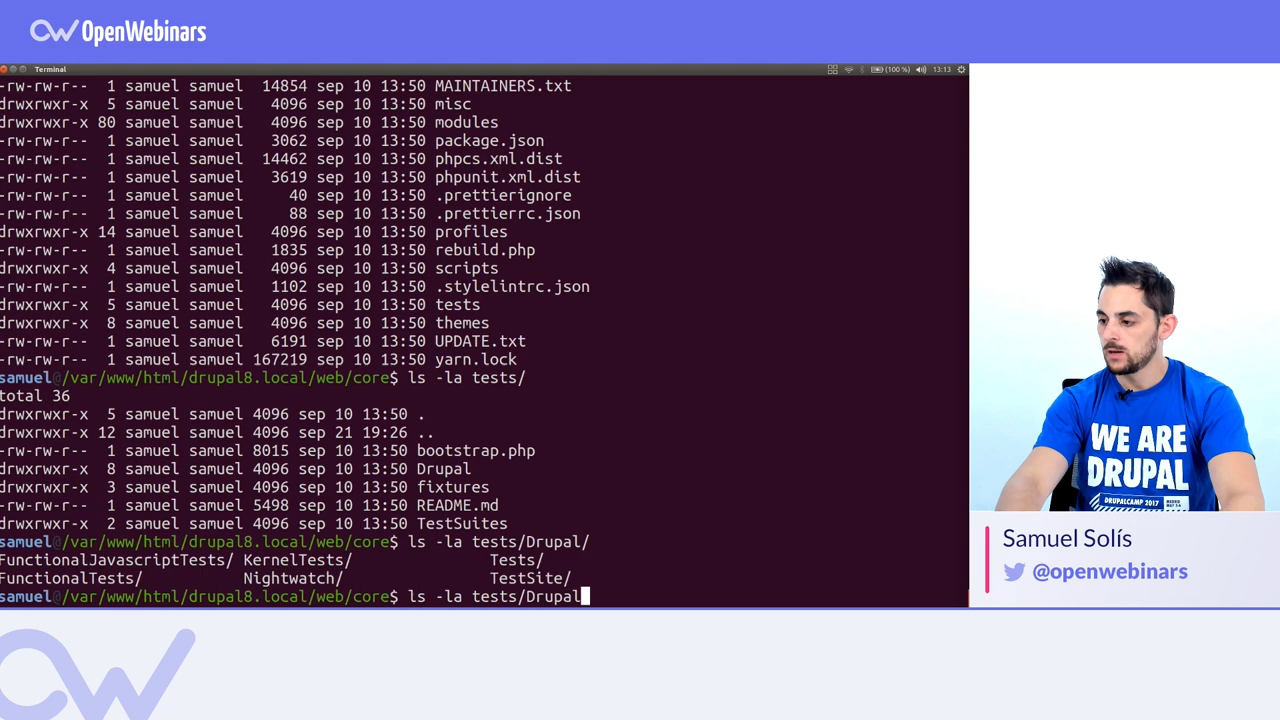 OpenWebinars
Terminal
(100 %) 13:13
-rw-rw-r-- 1 samuel samuel 14854 sep 10 13:50 MAINTAINERS.txt
drwxrwxr-x 5 samuel samuel 4096 sep 10 13:50 misc
drwxrwxr-x 80 samuel samuel 4096 sep 10 13:50 modules
-rw-rw-r-- 1 samuel samuel 3062 sep 10 13:50 package.json
-rw-rw-r-- 1 samuel samuel 14462 sep 10 13:50 phpcs.xml.dist
-rw-rw-r-- 1 samuel samuel 3619 sep 10 13:50 phpunit.xml.dist
-rw-rw-r-- 1 samuel samuel 40 sep 10 13:50 .prettierignore
-rw-rw-r-- 1 samuel samuel 88 sep 10 13:50 .prettierrc.json
drwxrwxr-x 14 samuel samuel 4096 sep 10 13:50 profiles
-rw-rw-r-- 1 samuel samuel 1835 sep 10 13:50 rebuild.php
drwxrwxr-x 4 samuel samuel 4096 sep 10 13:50 scripts
-rw-rw-r-- 1 samuel samuel 1102 sep 10 13:50 .stylelintrc.json
drwxrwxr-x 5 samuel samuel 4096 sep 10 13:50 tests
drwxrwxr-x 8 samuel samuel 4096 sep 10 13:50 themes
-rw-rw-r-- 1 samuel samuel 6191 sep 10 13:50 UPDATE.txt
-rw-rw-r-- 1 samuel samuel 167219 sep 10 13:50 yarn.lock
samuel@/var/www/html/drupal8.local/web/core$ ls -la tests/
total 36
drwxrwxr-x 5 samuel samuel 4096 sep 10 13:50 .
drwxrwxr-x 12 samuel samuel 4096 sep 21 19:26 ..
-rw-rw-r-- 1 samuel samuel 8015 sep 10 13:50 bootstrap.php
drwxrwxr-x 8 samuel samuel 4096 sep 10 13:50 Drupal
drwxrwxr-x 3 samuel samuel 4096 sep 10 13:50 fixtures
-rw-rw-r-- 1 samuel samuel 5498 sep 10 13:50 README.md
drwxrwxr-x 2 samuel samuel 4096 sep 10 13:50 TestSuites
samuel@/var/www/html/drupal8.local/web/core$ ls -la tests/Drupal/
FunctionalJavascriptTests/ KernelTests/ Tests/
FunctionalTests/ Nightwatch/ TestSite/
samuel@/var/www/html/drupal8.local/web/core$ ls -la tests/Drupal
WE ARE
DRUPAL
DRUPALCAMP 2017
Samuel Solís
@openwebinars